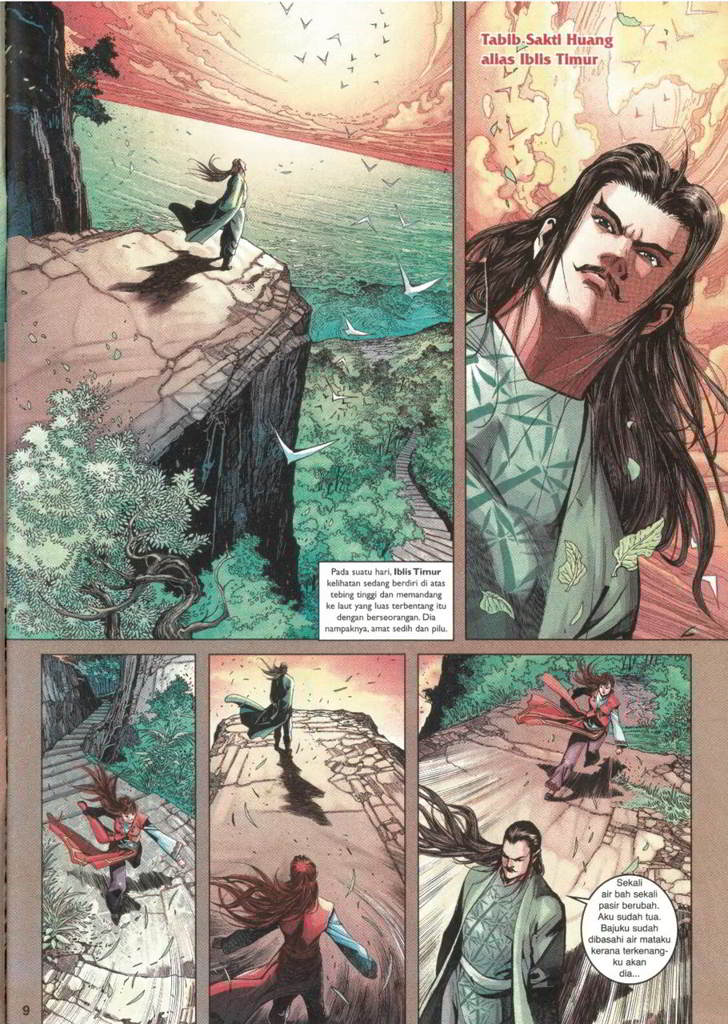 Tabib Sakti Huang
alias Iblis Timur
Pada suatu hari, Iblis Timur
kelihatan sedang berdiri di atas
tebing tinggi dan memandang
ke laut yang luas terbentang itu
dengan berseorangan. Dia
nampaknya, amat sedih dan pilu.
Sekali
air bah sekali
pasir berubah.
Aku sudah tua.
Bajuku sudah
dibasahi air mataku
kerana terkenang-
ku akan
dia...
9